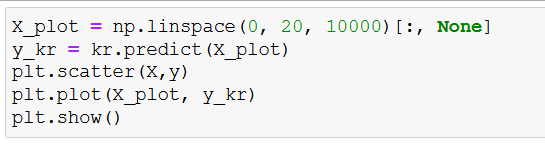 X_plot = np.linspace(0, 20, 10000)[:, None]
y_kr = kr.predict(X_plot)
plt.scatter(X,y)
plt.plot(X_plot, y_kr)
plt.show()